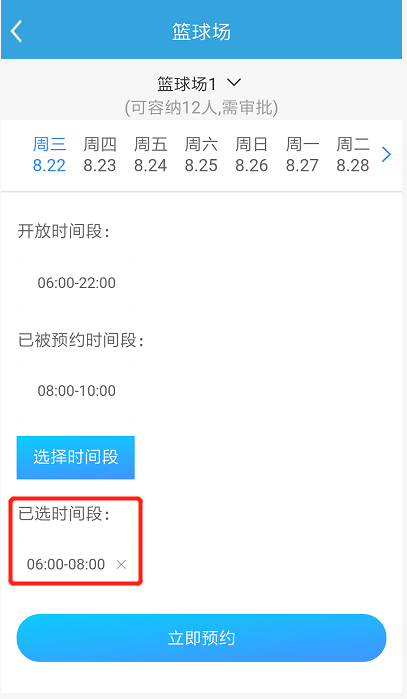 篮球场
篮球场1
(可容纳12人,需审批)
周三 周四 周五 周六 周日 周一 周二
8.22 8.23 8.24 8.25 8.26 8.27 8.28
开放时间段：
06:00-22:00
已被预约时间段：
08:00-10:00
选择时间段
已选时间段：
06:00-08:00 ×
立即预约